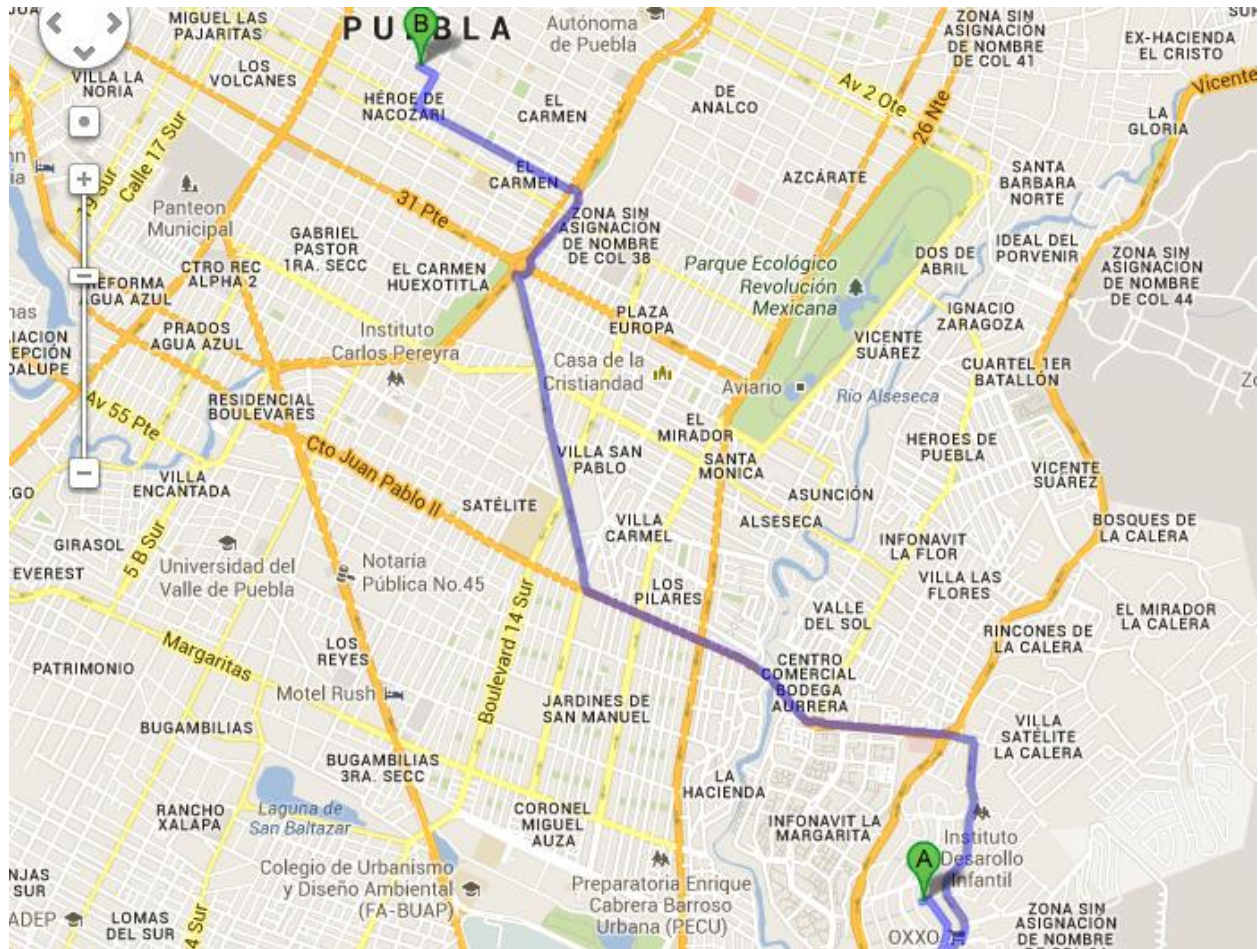 MIGUEL LAS
PAJARITAS
PUEBLA
B
Autónoma
de Puebla
ZONA SIN
ASIGNACIÓN
DE NOMBRE
DE COL 41
EX-HACIENDA
EL CRISTO
VILLA LA
NORIA
LOS
VOLCANES
HÉROE DE
NACOZARI
EL
CARMEN
DE
ANALCO
Av 2 Ote
26 Nte
Vicente
LA
GLORIA
19 Sur
Calle 17 Sur
Panteon
Municipal
EL
CARMEN
31 Pte
AZCÁRATE
SANTA
BARBARA
NORTE
GABRIEL
PASTOR
1RA. SECC
ZONA SIN
ASIGNACIÓN
DE NOMBRE
DE COL 38
IDEAL DEL
PORVENIR
ZONA SIN
ASIGNACIÓN
DE NOMBRE
DE COL 44
REFORMA
AGUA AZUL
CTRO REC
ALPHA 2
EL CARMEN
HUEXOTITLA
Parque Ecológico
Revolución
Mexicana
DOS DE
ABRIL
IGNACIO
ZARAGOZA
PRADOS
AGUA AZUL
Instituto
Carlos Pereyra
PLAZA
EUROPA
VICENTE
SUÁREZ
CUARTEL 1ER
BATALLÓN
Casa de la
Cristiandad
Aviario
Río Alseseca
RESIDENCIAL
BOULEVARES
Av 55 Pte
Cto Juan Pablo II
EL
MIRADOR
SANTA
MONICA
HEROES DE
PUEBLA
VICENTE
SUÁREZ
VILLA
ENCANTADA
VILLA SAN
PABLO
SATÉLITE
ASUNCIÓN
ALSESECA
VILLA
CARMEL
BOSQUES DE
LA CALERA
GIRASOL
5 B Sur
INFONAVIT
LA FLOR
EVEREST
Universidad del
Valle de Puebla
Notaría
Pública No.45
LOS
PILARES
VILLA LAS
FLORES
VALLE
DEL SOL
EL MIRADOR
LA CALERA
RINCONES DE
LA CALERA
Margaritas
LOS
REYES
Boulevard 14 Sur
PATRIMONIO
Motel Rush
CENTRO
COMERCIAL
BODEGA
AURRERA
JARDINES DE
SAN MANUEL
VILLA
SATÉLITE
LA CALERA
BUGAMBILIAS
BUGAMBILIAS
3RA. SECC
LA
HACIENDA
RANCHO
XALAPA
Laguna de
San Baltazar
CORONEL
MIGUEL
AUZA
INFONAVIT LA
MARGARITA
Instituto
Desarollo
Infantil
A
Colegio de Urbanismo
y Diseño Ambiental
(FA-BUAP)
Preparatoria Enrique
Cabrera Barroso
Urbana (PECU)
LOMAS
DEL SUR
14 Sur
OXXO
ZONA SIN
ASIGNACIÓN
DE NOMBRE